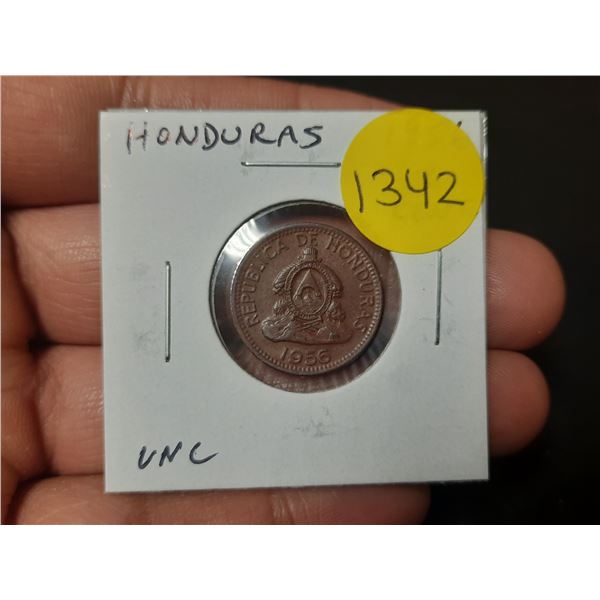 HONDURAS
1342
REPUBLICA DE HONDURAS
1956
UNC